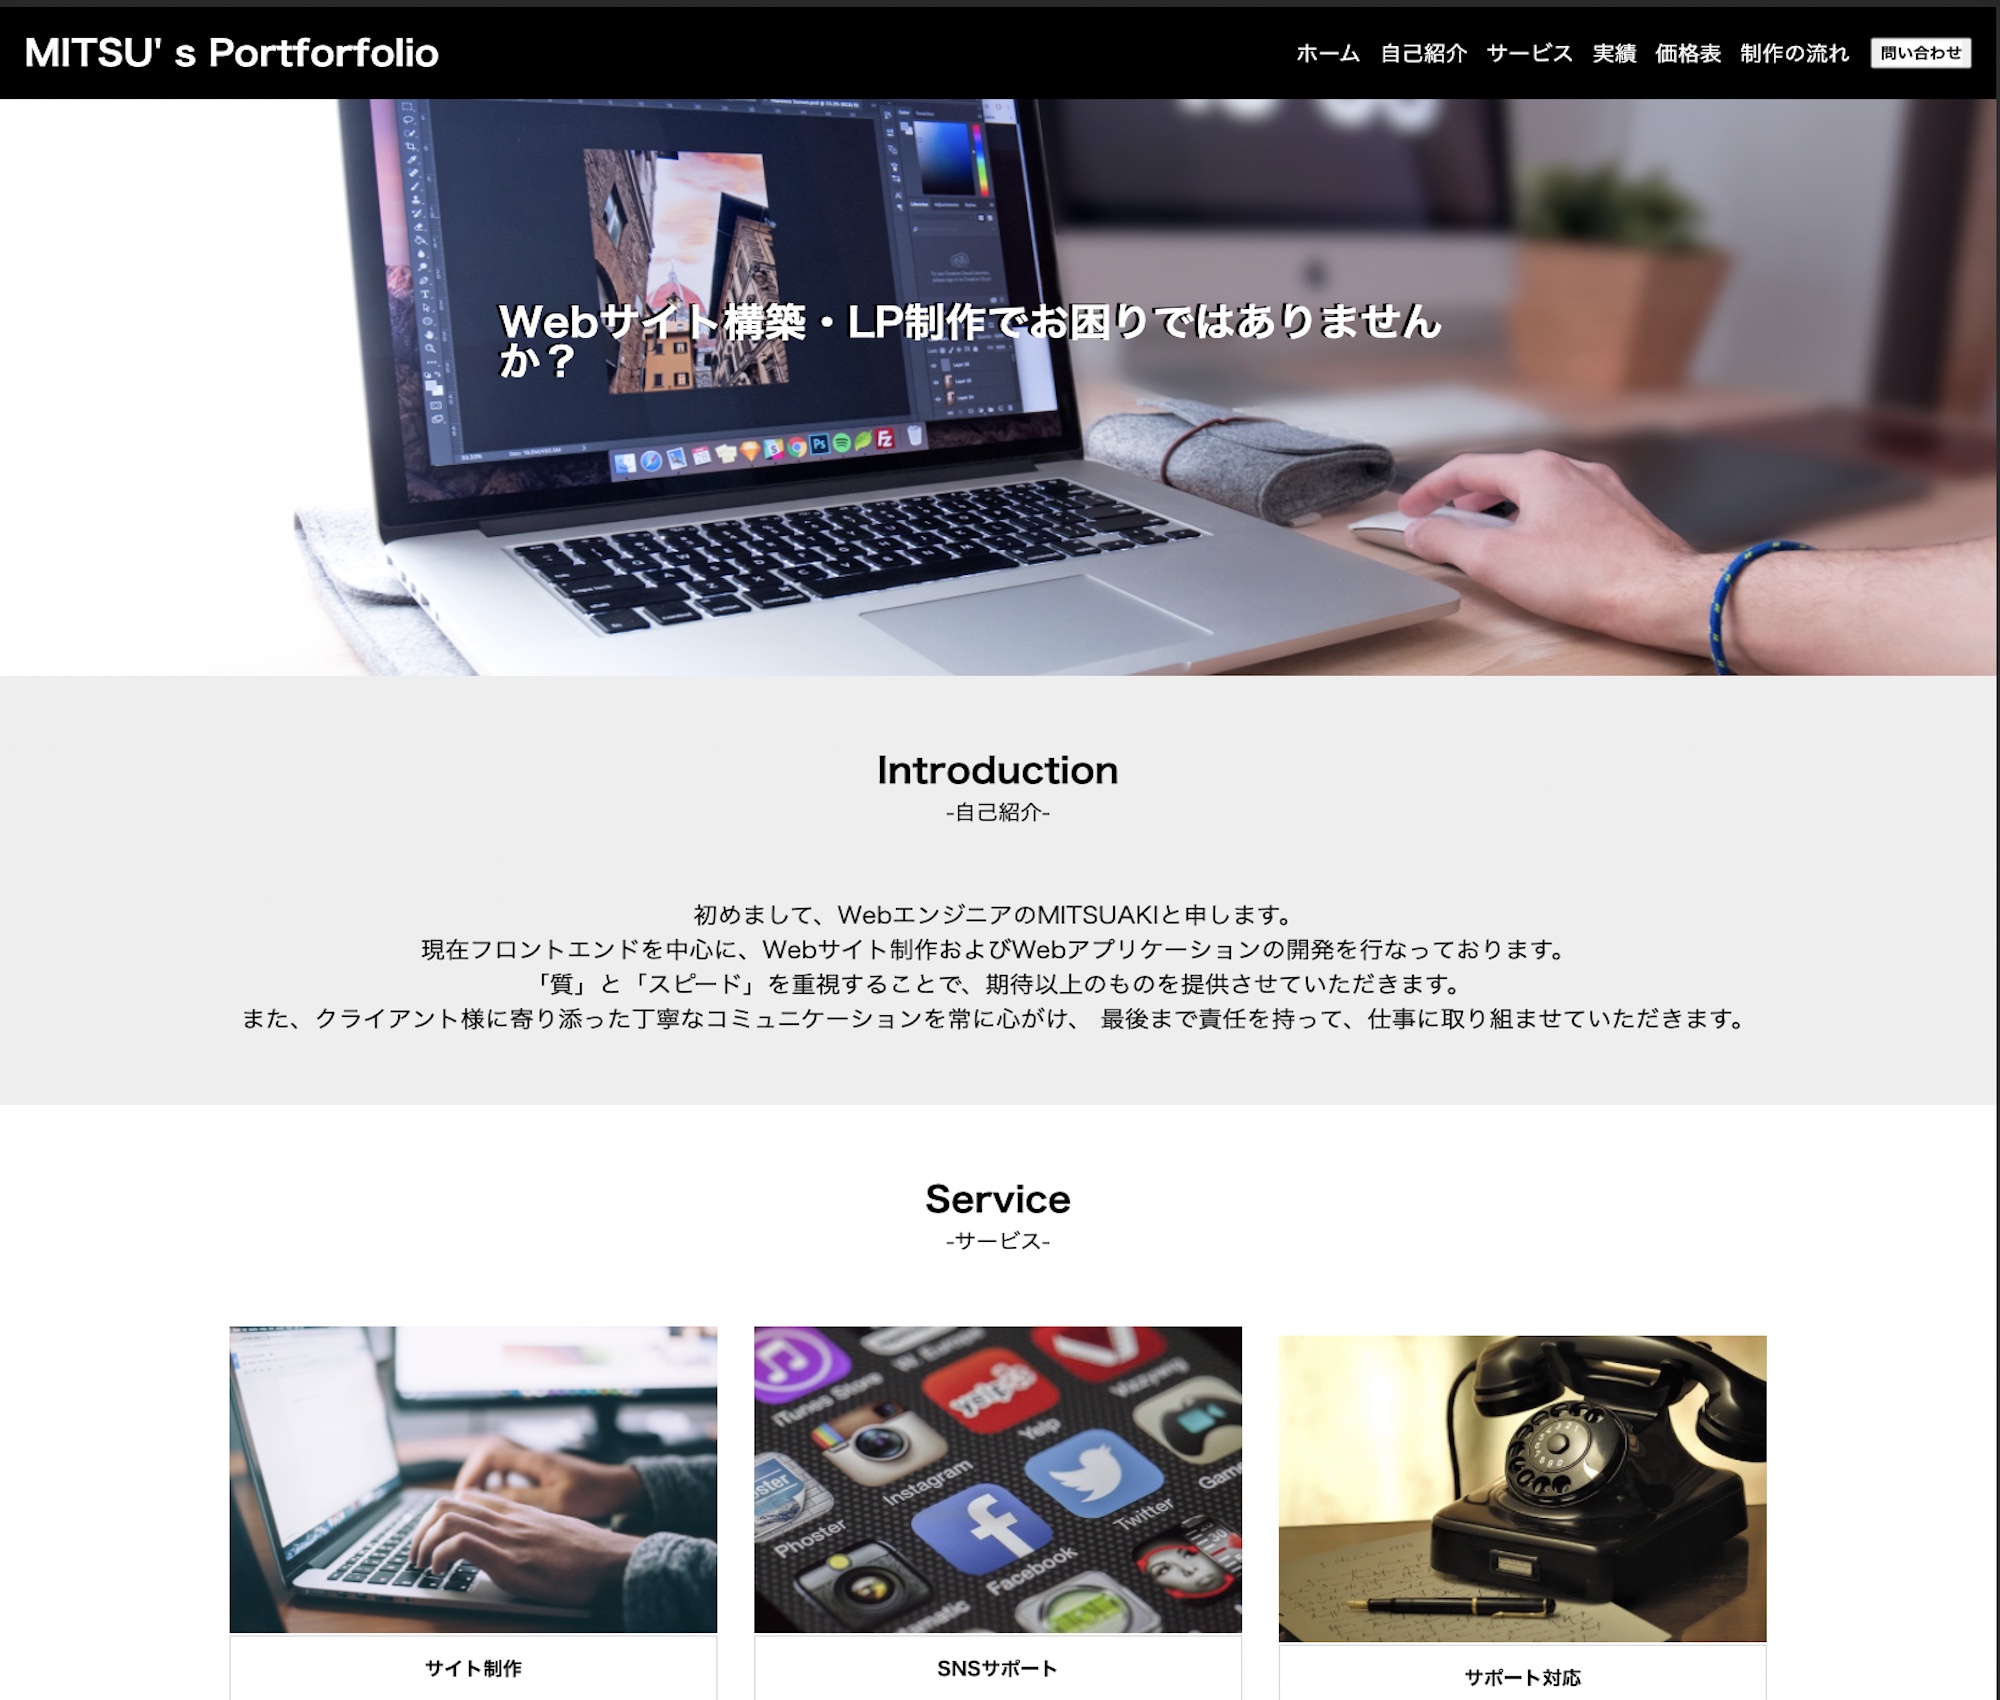 MITSU' s Portforfolio
ホーム 自己紹介 サービス 実績 価格表 制作の流れ 問い合わせ
Webサイト構築・LP制作でお困りではありません
か？
Introduction
-自己紹介-
初めまして、WebエンジニアのMITSUAKIと申します。
現在フロントエンドを中心に、Webサイト制作およびWebアプリケーションの開発を行なっております。
「質」と「スピード」を重視することで、期待以上のものを提供させていただきます。
また、クライアント様に寄り添った丁寧なコミュニケーションを常に心がけ、 最後まで責任を持って、仕事に取り組ませていただきます。
Service
-サービス-
iTunes Store
Yelp
Instagram
Twitter
Phoster
Facebook
サイト制作
SNSサポート
サポート対応